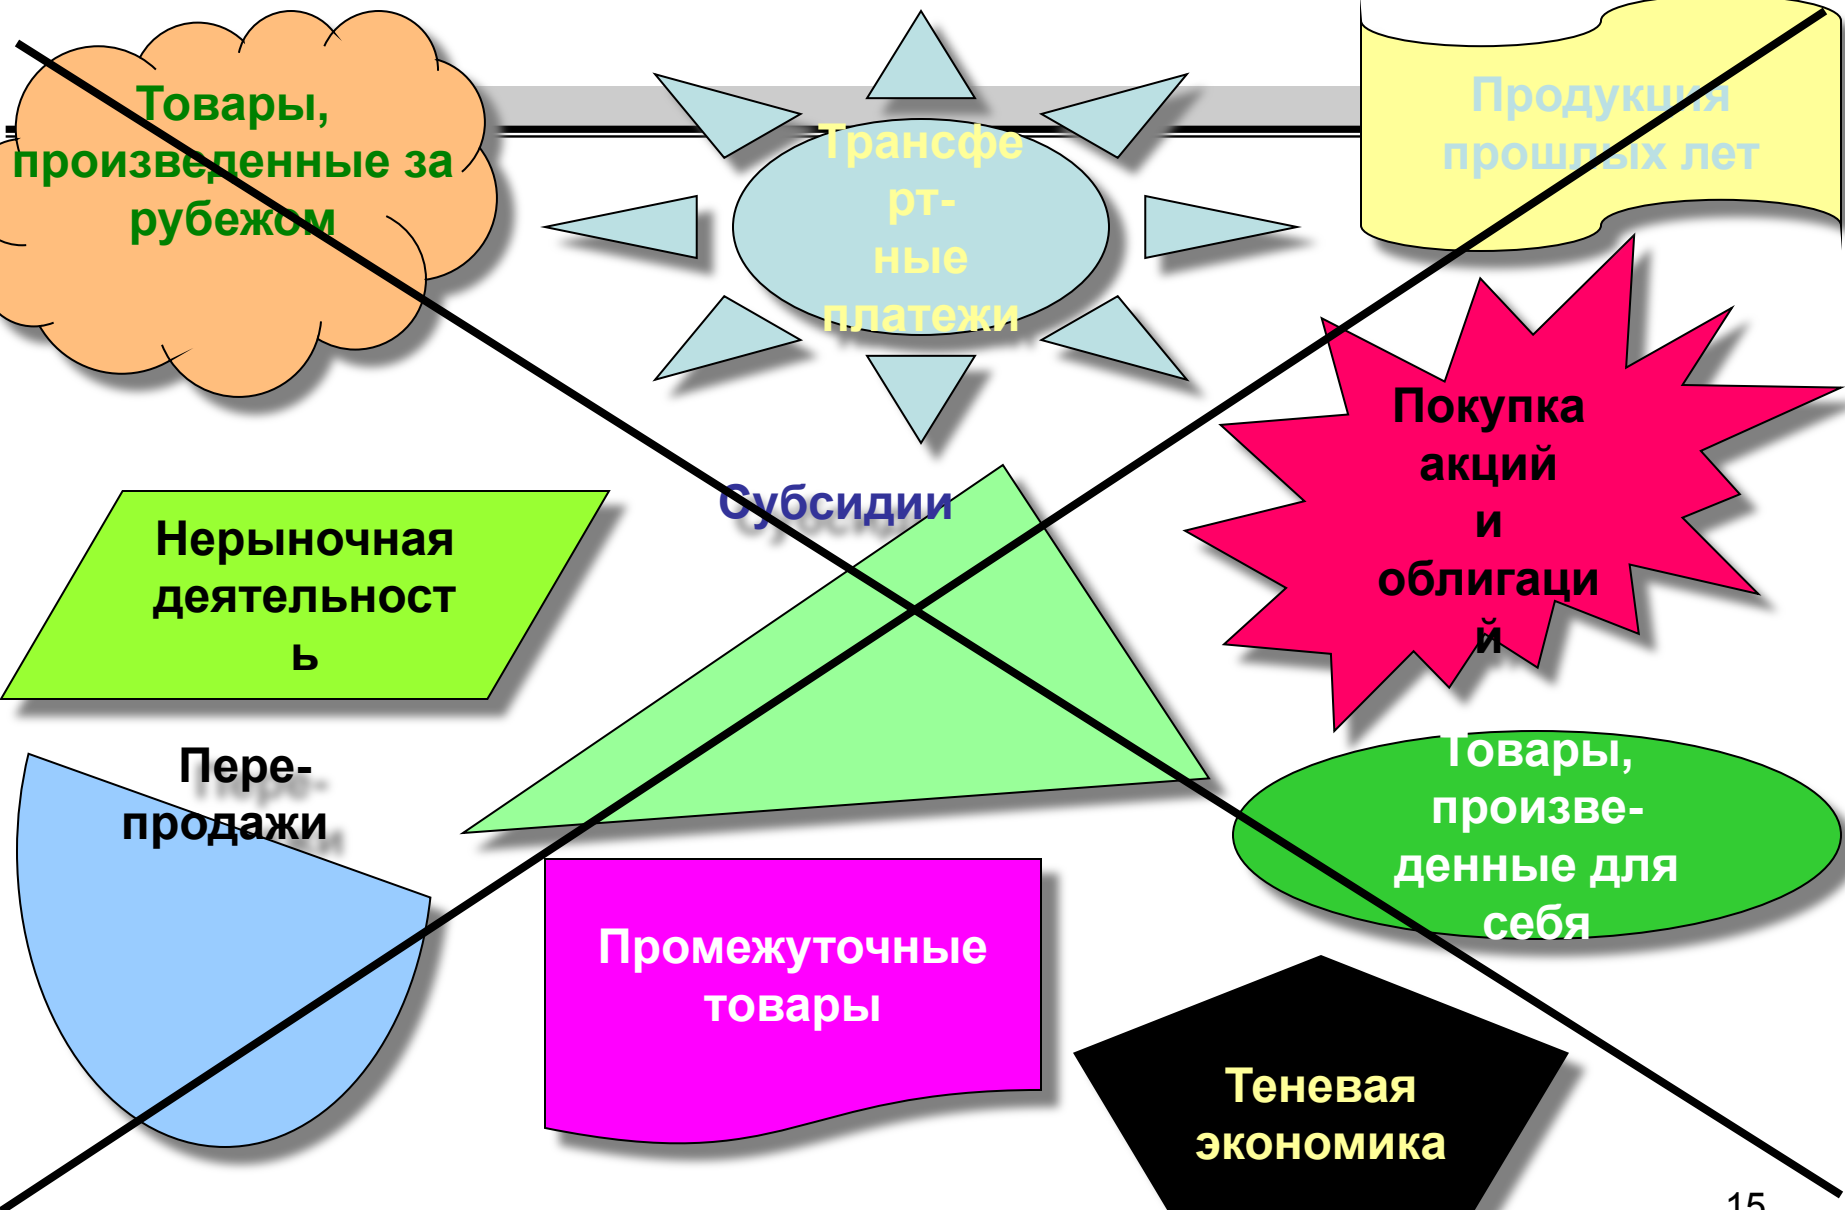 Товары,
произведенные за
рубежом
Трансфе
рт-
ные
платежи
Продукция
прошлых лет
Покупка
акций
и
облигаци
й
Субсидии
Нерыночная
деятельност
ь
Пере-
продажи
Товары,
произве-
денные для
себя
Промежуточные
товары
Теневая
экономика
15